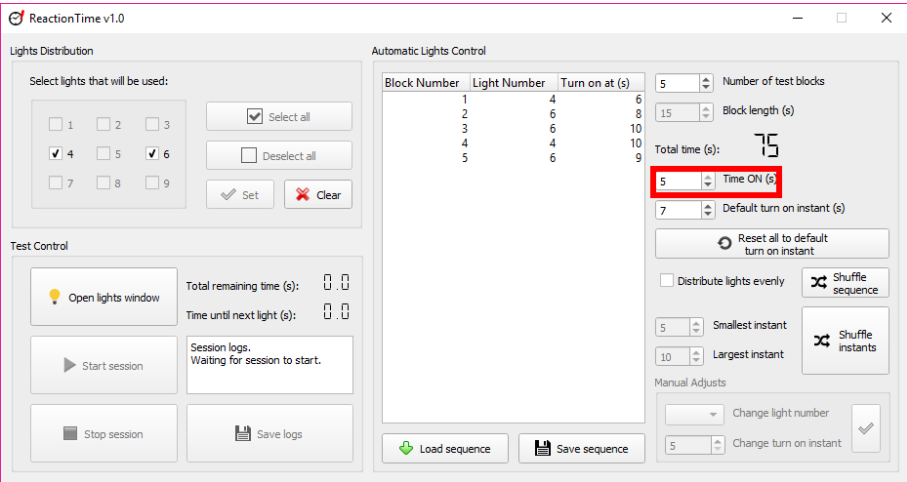 ReactionTime v1.0
Lights Distribution
Select lights that will be used:
1 2 3
4 5 6
7 8 9
Select all
Deselect all
Set Clear
Test Control
Open lights window
Total remaining time (s): 0.0
Time until next light (s): 0.0
Start session
Session logs.
Waiting for session to start.
Stop session
Save logs
Automatic Lights Control
Block Number Light Number Turn on at (s)
1 4 6
2 6 8
3 6 10
4 4 10
5 6 9
Load sequence
Save sequence
5 Number of test blocks
15 Block length (s)
Total time (s): 75
5 Time ON (s)
7 Default turn on instant (s)
Reset all to default
turn on instant
Distribute lights evenly
Shuffle
sequence
5 Smallest instant
10 Largest instant
Shuffle
instants
Manual Adjusts
Change light number
5 Change turn on instant